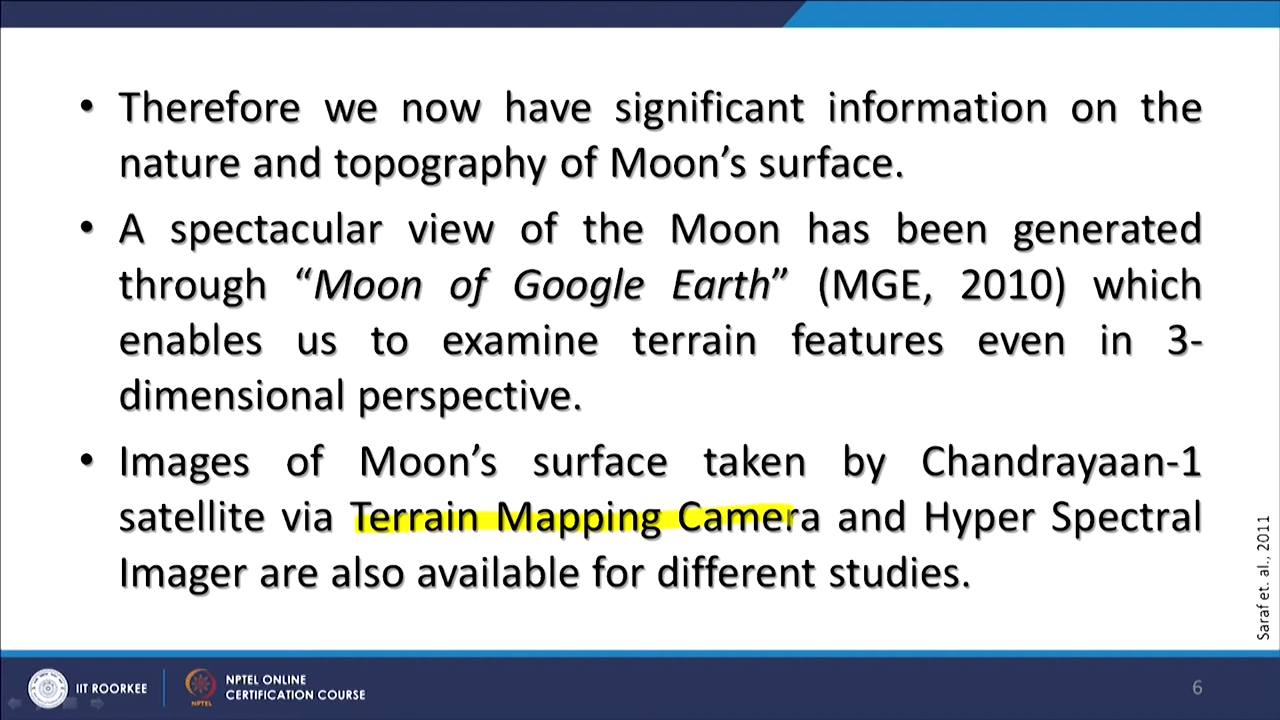 • Therefore we now have significant information on the
nature and topography of Moon’s surface.
• A spectacular view of the Moon has been generated
through “Moon of Google Earth” (MGE, 2010) which
enables us to examine terrain features even in 3-
dimensional perspective.
• Images of Moon’s surface taken by Chandrayaan-1
satellite via Terrain Mapping Camera and Hyper Spectral
Imager are also available for different studies.
Saraf et. al., 2011
IIT ROORKEE
NPTEL
NPTEL ONLINE
CERTIFICATION COURSE
6